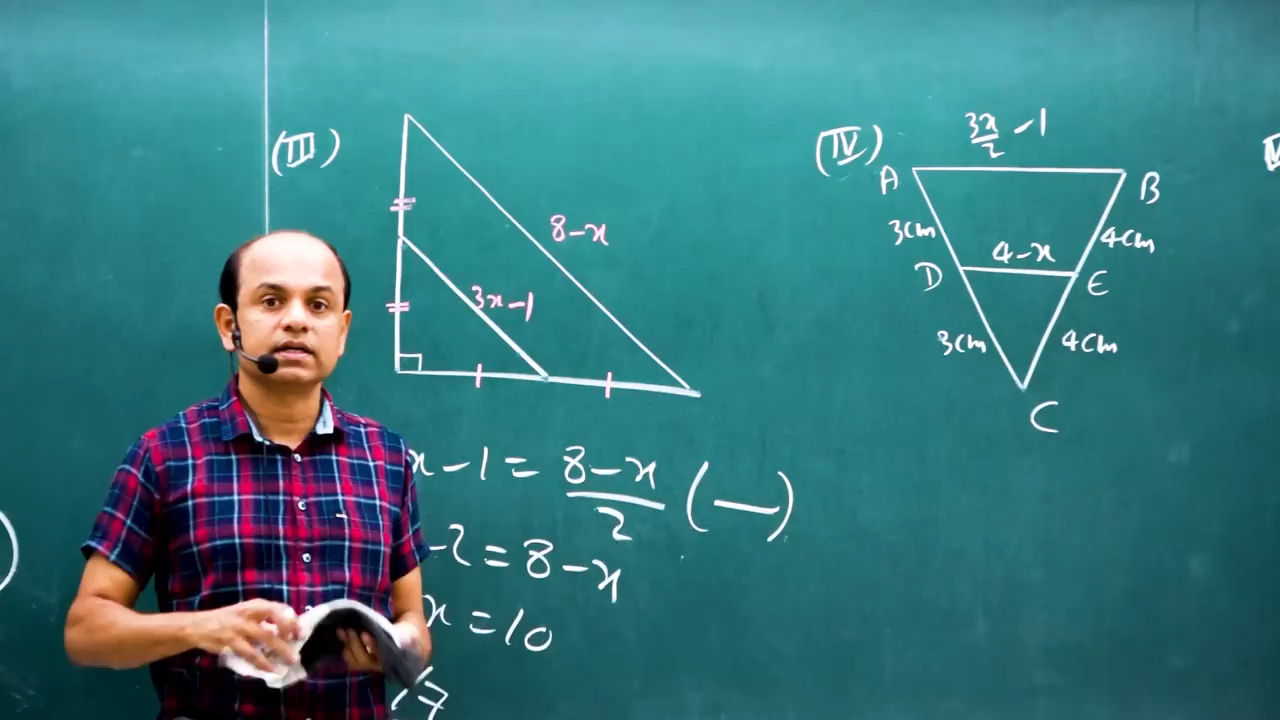 (III)
8-x
3x-1
x-1 = 8-x/2 (—)
-2 = 8-x
x = 10
(IV)
3x/2 -1
A B
3cm 4cm
4-x
D E
3cm 4cm
C